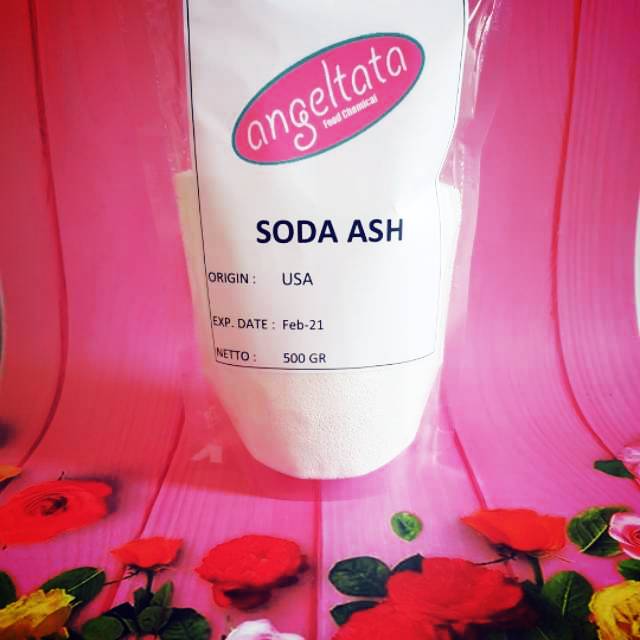 angeltata
Food Chemical
SODA ASH
ORIGIN : USA
EXP. DATE : Feb-21
NETTO : 500 GR